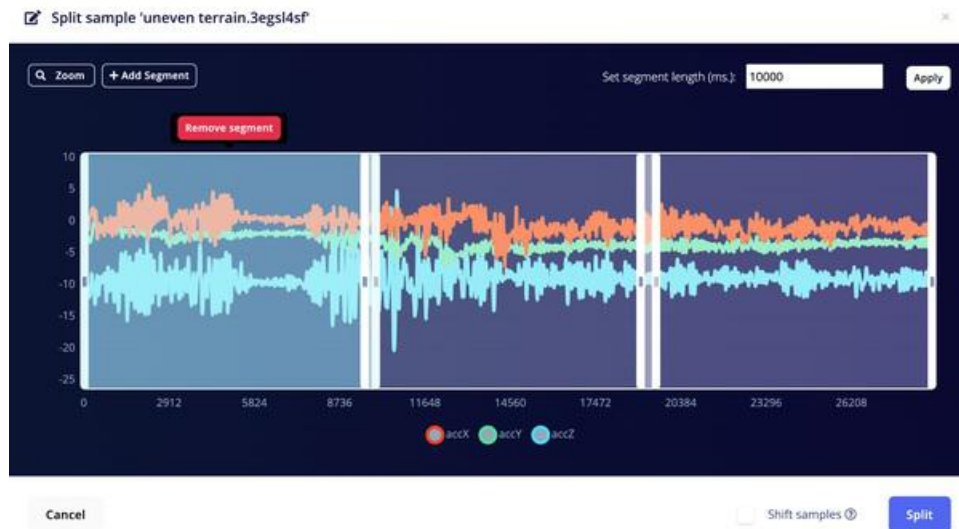 Split sample 'uneven terrain.3egsl4sf'
×
Zoom
+ Add Segment
Set segment length (ms.):
10000
Apply
Remove segment
10
5
0
-5
-10
-15
-20
-25
0 2912 5824 8736 11648 14560 17472 20384 23296 26208
accX accY accZ
Cancel
Shift samples ?
Split